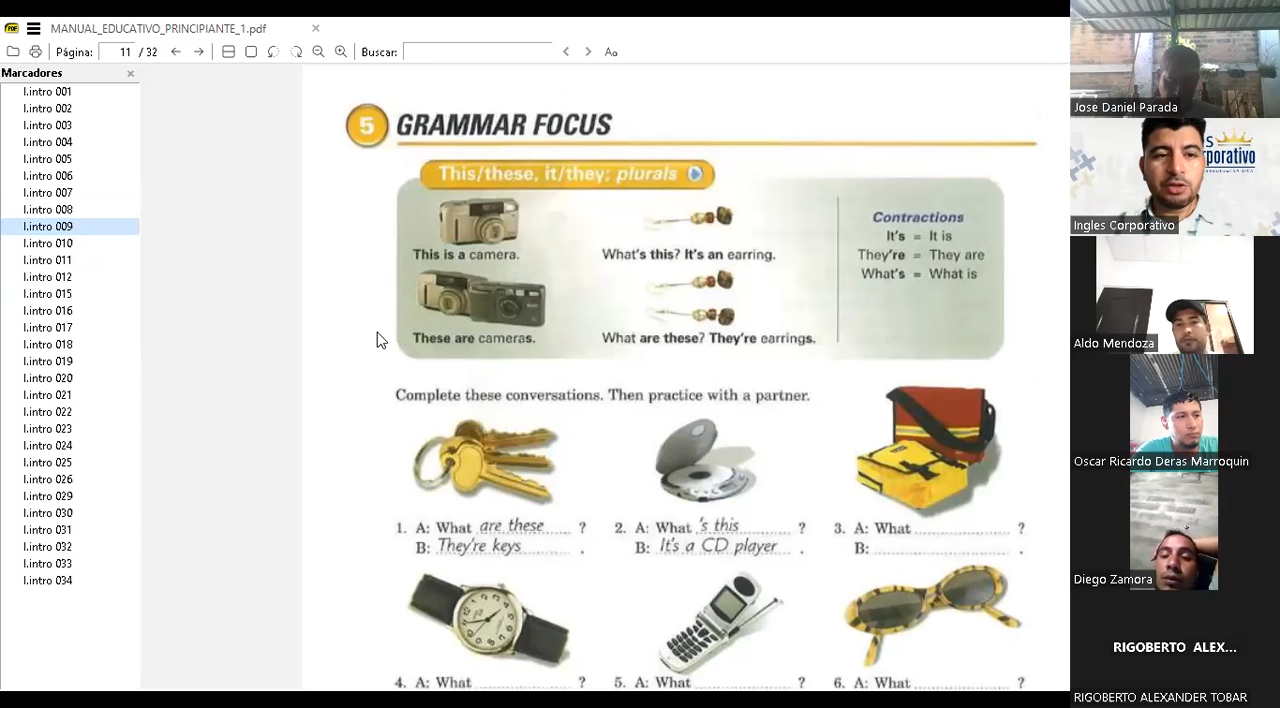 MANUAL_EDUCATIVO_PRINCIPIANTE_1.pdf
Página: 11 / 32
Buscar:
Aa
Marcadores
I.intro 001
I.intro 002
I.intro 003
I.intro 004
I.intro 005
I.intro 006
I.intro 007
I.intro 008
I.intro 009
I.intro 010
I.intro 011
I.intro 012
I.intro 015
I.intro 016
I.intro 017
I.intro 018
I.intro 019
I.intro 020
I.intro 021
I.intro 022
I.intro 023
I.intro 024
I.intro 025
I.intro 026
I.intro 029
I.intro 030
I.intro 031
I.intro 032
I.intro 033
I.intro 034
5 GRAMMAR FOCUS
This/these, it/they; plurals
This is a camera.
What's this? It's an earring.
These are cameras.
What are these? They're earrings.
Contractions
It's = It is
They're = They are
What's = What is
Complete these conversations. Then practice with a partner.
1. A: What are these ?
B: They're keys .
2. A: What 's this ?
B: It's a CD player .
3. A: What ?
B: .
4. A: What ?
5. A: What ?
6. A: What ?
Jose Daniel Parada
Ingles Corporativo
Aldo Mendoza
Oscar Ricardo Deras Marroquin
Diego Zamora
RIGOBERTO ALEX...
RIGOBERTO ALEXANDER TOBAR